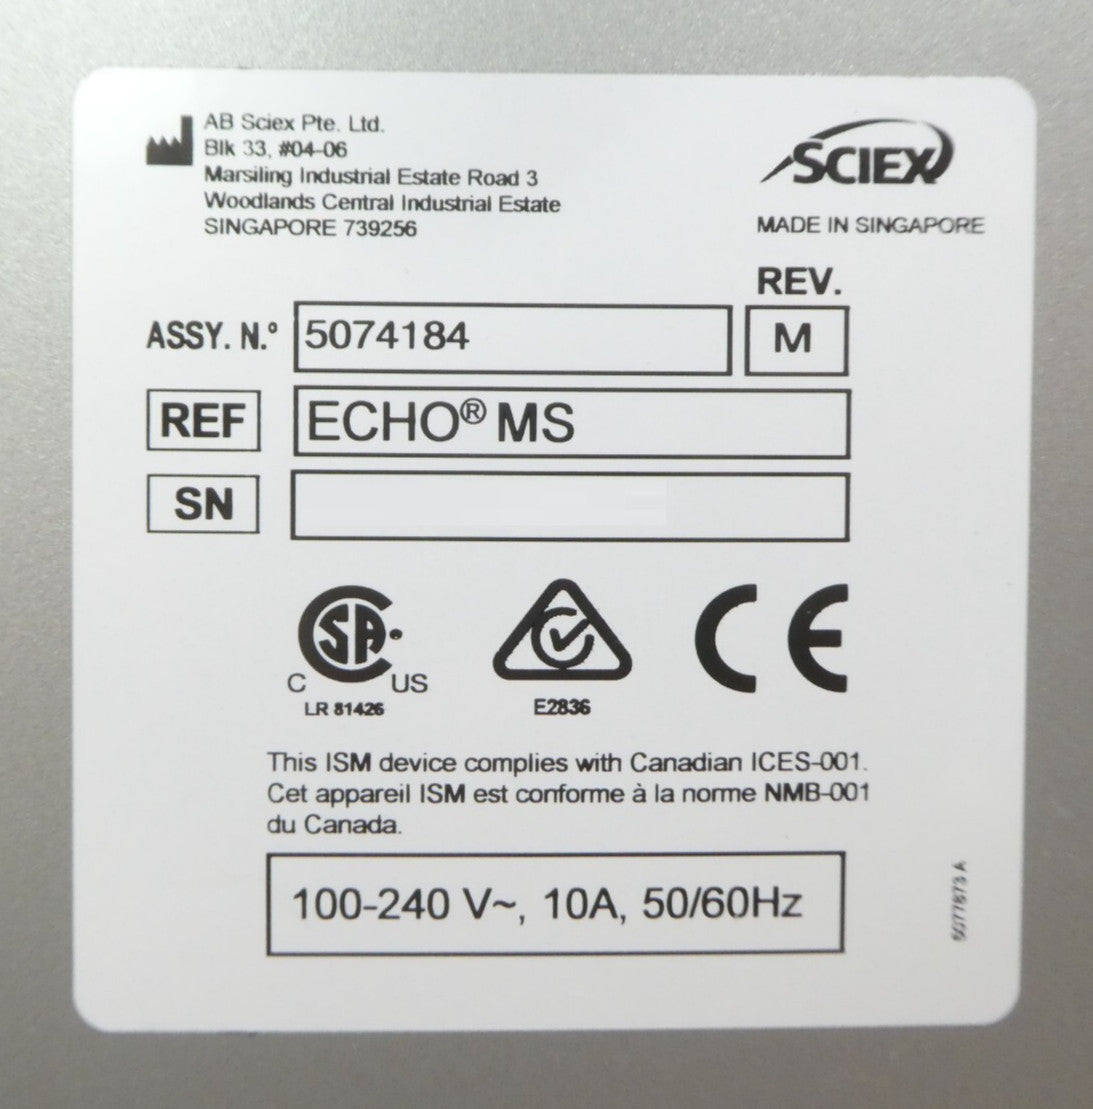 AB Sciex Pte. Ltd.
Blk 33, #04-06
Marsiling Industrial Estate Road 3
Woodlands Central Industrial Estate
SINGAPORE 739256
SCIEX
MADE IN SINGAPORE
REV.
ASSY. N.º 5074184 M
REF ECHO® MS
SN
CSA
C US
LR 81426
E2836
CE
This ISM device complies with Canadian ICES-001.
Cet appareil ISM est conforme à la norme NMB-001
du Canada.
100-240 V~, 10A, 50/60Hz
5077873 A